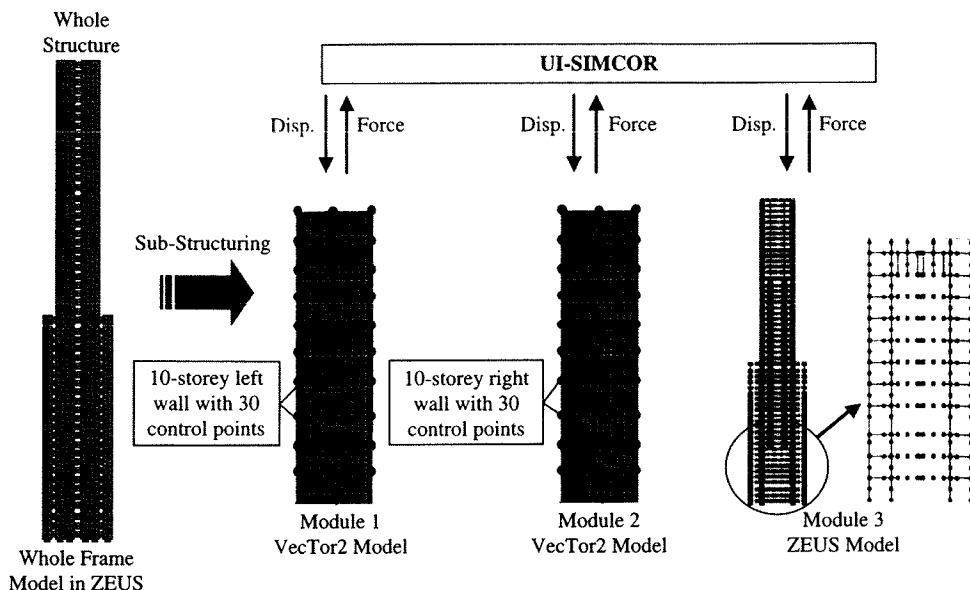 Whole
Structure
UI-SIMCOR
Disp.
Force
Disp.
Force
Disp.
Force
Sub-Structuring
10-storey left
wall with 30
control points
10-storey right
wall with 30
control points
Module 1
VecTor2 Model
Module 2
VecTor2 Model
Module 3
ZEUS Model
Whole Frame
Model in ZEUS